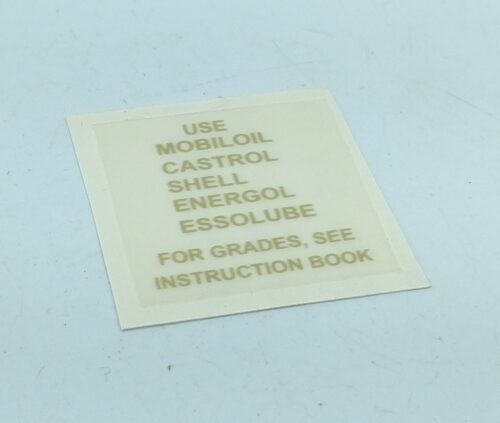 USE
MOBILOIL
CASTROL
SHELL
ENERGOL
ESSOLUBE
FOR GRADES, SEE
INSTRUCTION BOOK